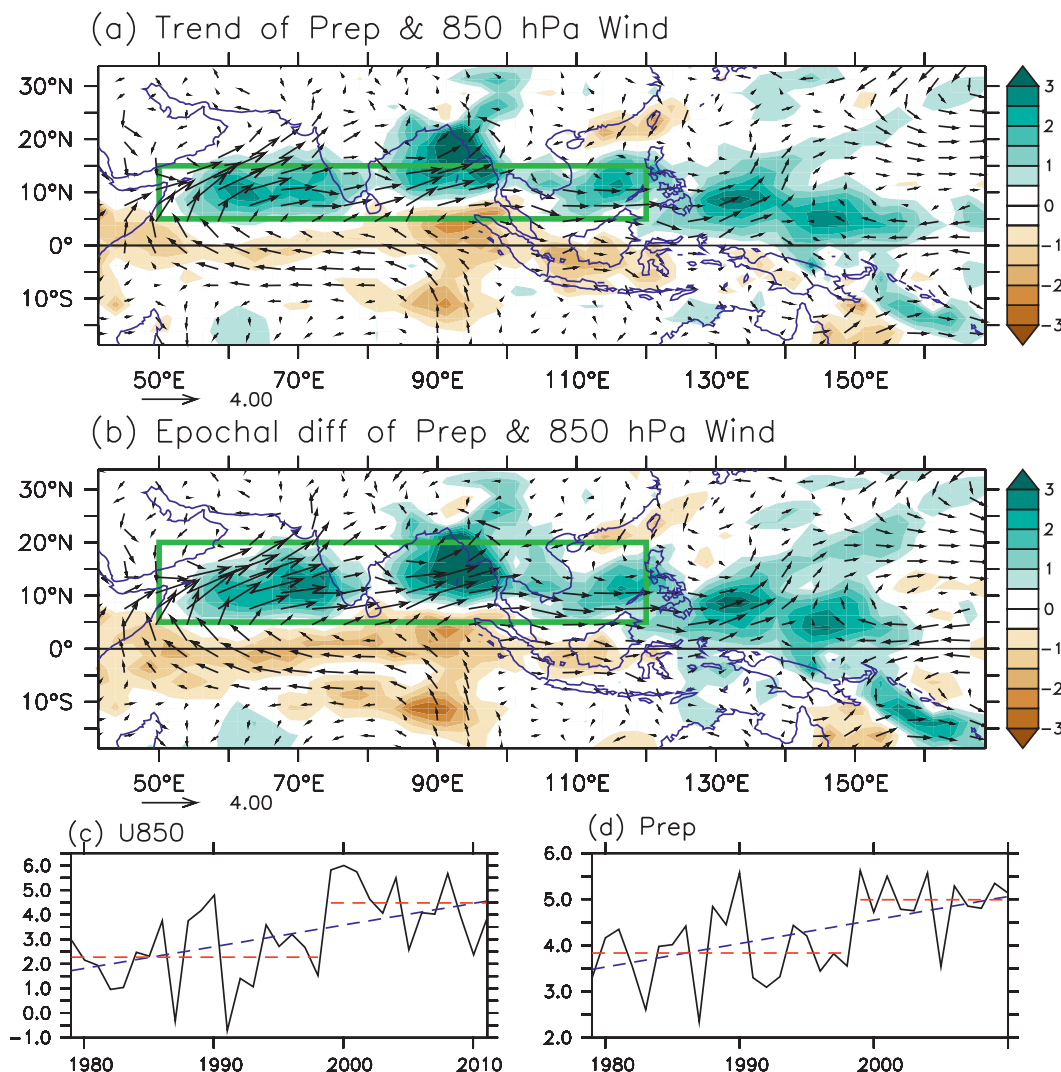 (a) Trend of Prep & 850 hPa Wind
30°N
20°N
10°N
0°
10°S
3
2
1
0
-1
-2
-3
50°E 70°E 90°E 110°E 130°E 150°E
4.00
(b) Epochal diff of Prep & 850 hPa Wind
30°N
20°N
10°N
0°
10°S
3
2
1
0
-1
-2
-3
50°E 70°E 90°E 110°E 130°E 150°E
4.00
(c) U850
6.0
5.0
4.0
3.0
2.0
1.0
0.0
-1.0
1980 1990 2000 2010
(d) Prep
6.0
5.0
4.0
3.0
2.0
1980 1990 2000